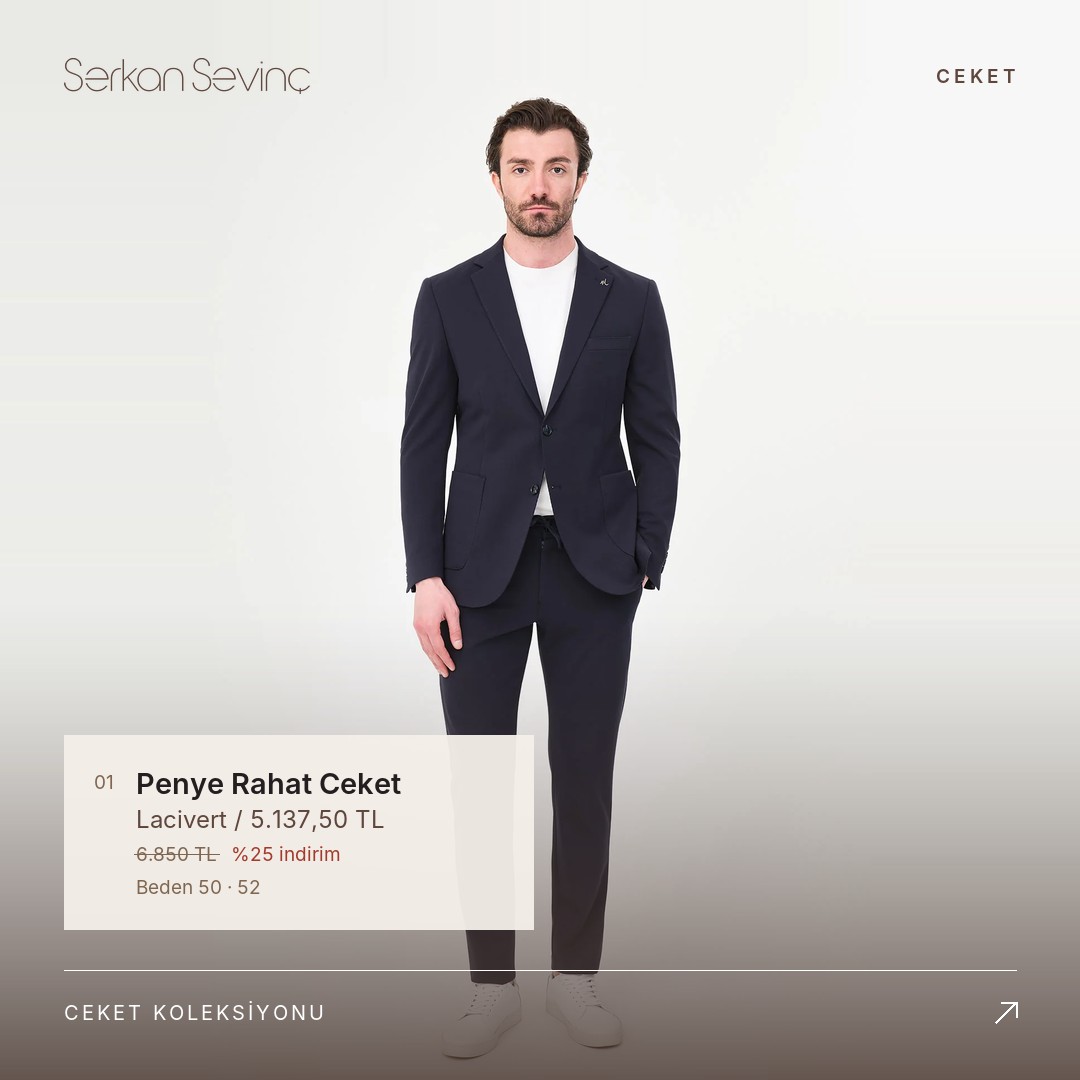 Serkan Sevinç
CEKET
01 Penye Rahat Ceket
Lacivert / 5.137,50 TL
6.850 TL %25 indirim
Beden 50 · 52
CEKET KOLEKSİYONU